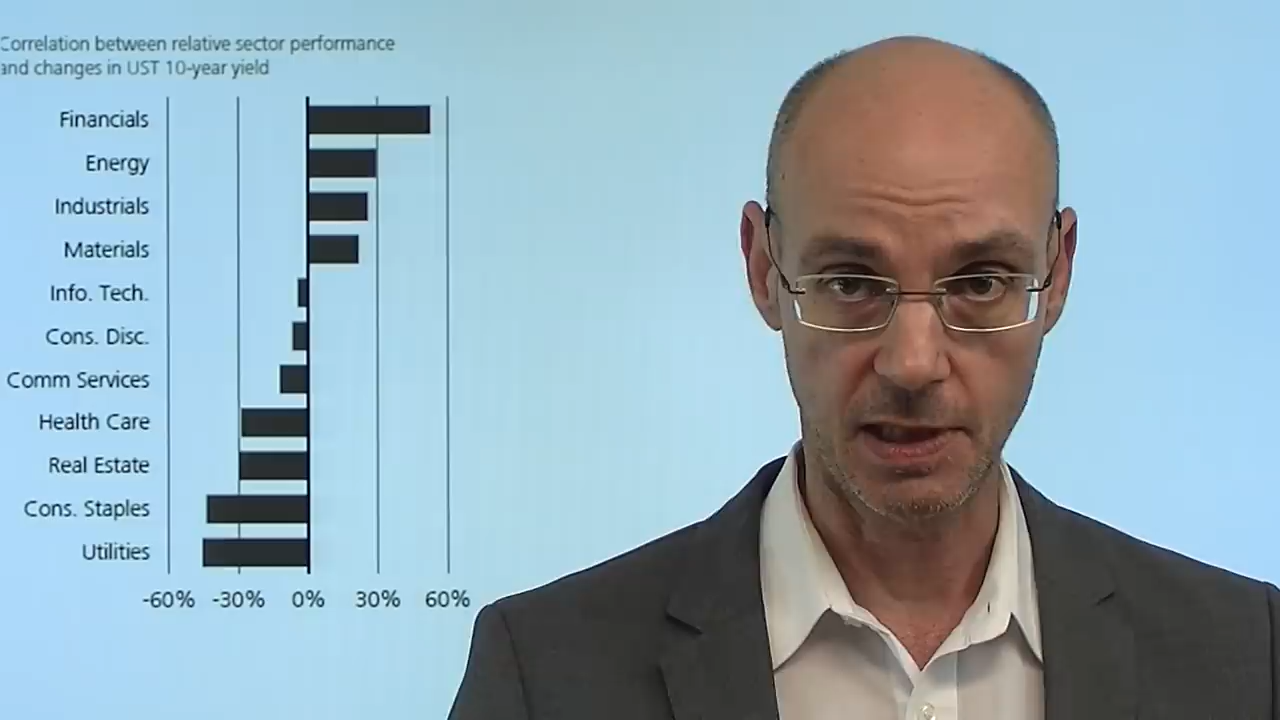 Correlation between relative sector performance
and changes in UST 10-year yield
Financials
Energy
Industrials
Materials
Info. Tech.
Cons. Disc.
Comm Services
Health Care
Real Estate
Cons. Staples
Utilities
-60% -30% 0% 30% 60%